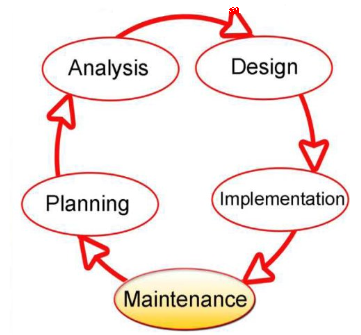 Analysis
Design
Planning
Implementation
Maintenance